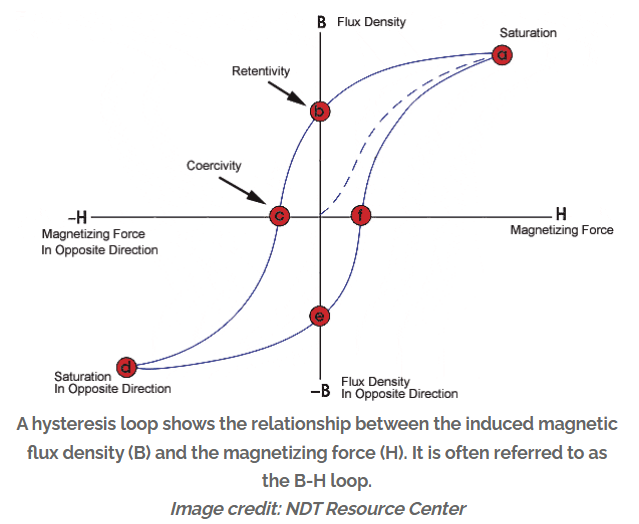 B Flux Density
Saturation
a
Retentivity
b
Coercivity
c
f
-H
Magnetizing Force
In Opposite Direction
H
Magnetizing Force
e
d
Saturation
In Opposite Direction
-B
Flux Density
In Opposite Direction
A hysteresis loop shows the relationship between the induced magnetic
flux density (B) and the magnetizing force (H). It is often referred to as
the B-H loop.
Image credit: NDT Resource Center